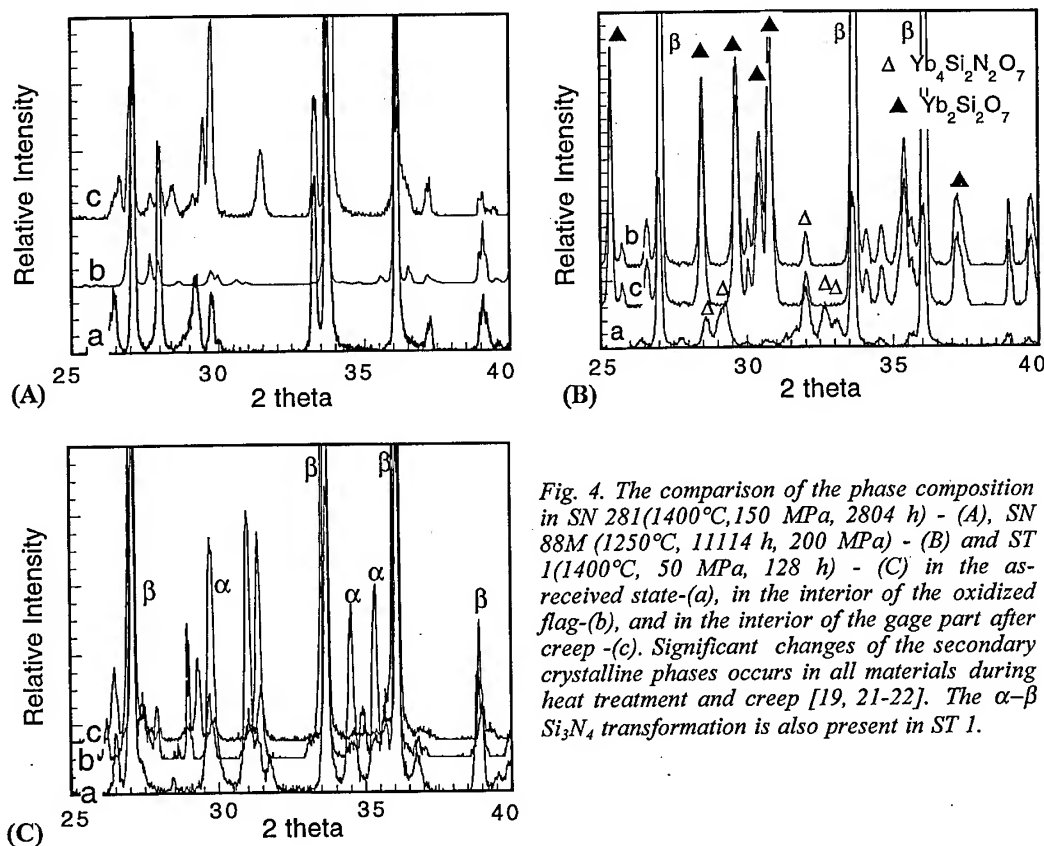 Relative Intensity
c
b
a
25 30 35 40
2 theta
(A)
Relative Intensity
β β β
△ Yb₄Si₂N₂O₇
▲ Yb₂Si₂O₇
b
c
a
25 30 35 40
2 theta
(B)
Relative Intensity
β α β α α β β
c
b
a
25 30 35 40
2 theta
(C)
Fig. 4. The comparison of the phase composition
in SN 281(1400°C,150 MPa, 2804 h) - (A), SN
88M (1250°C, 11114 h, 200 MPa) - (B) and ST
1(1400°C, 50 MPa, 128 h) - (C) in the as-
received state-(a), in the interior of the oxidized
flag-(b), and in the interior of the gage part after
creep -(c). Significant changes of the secondary
crystalline phases occurs in all materials during
heat treatment and creep [19, 21-22]. The α–β
Si₃N₄ transformation is also present in ST 1.